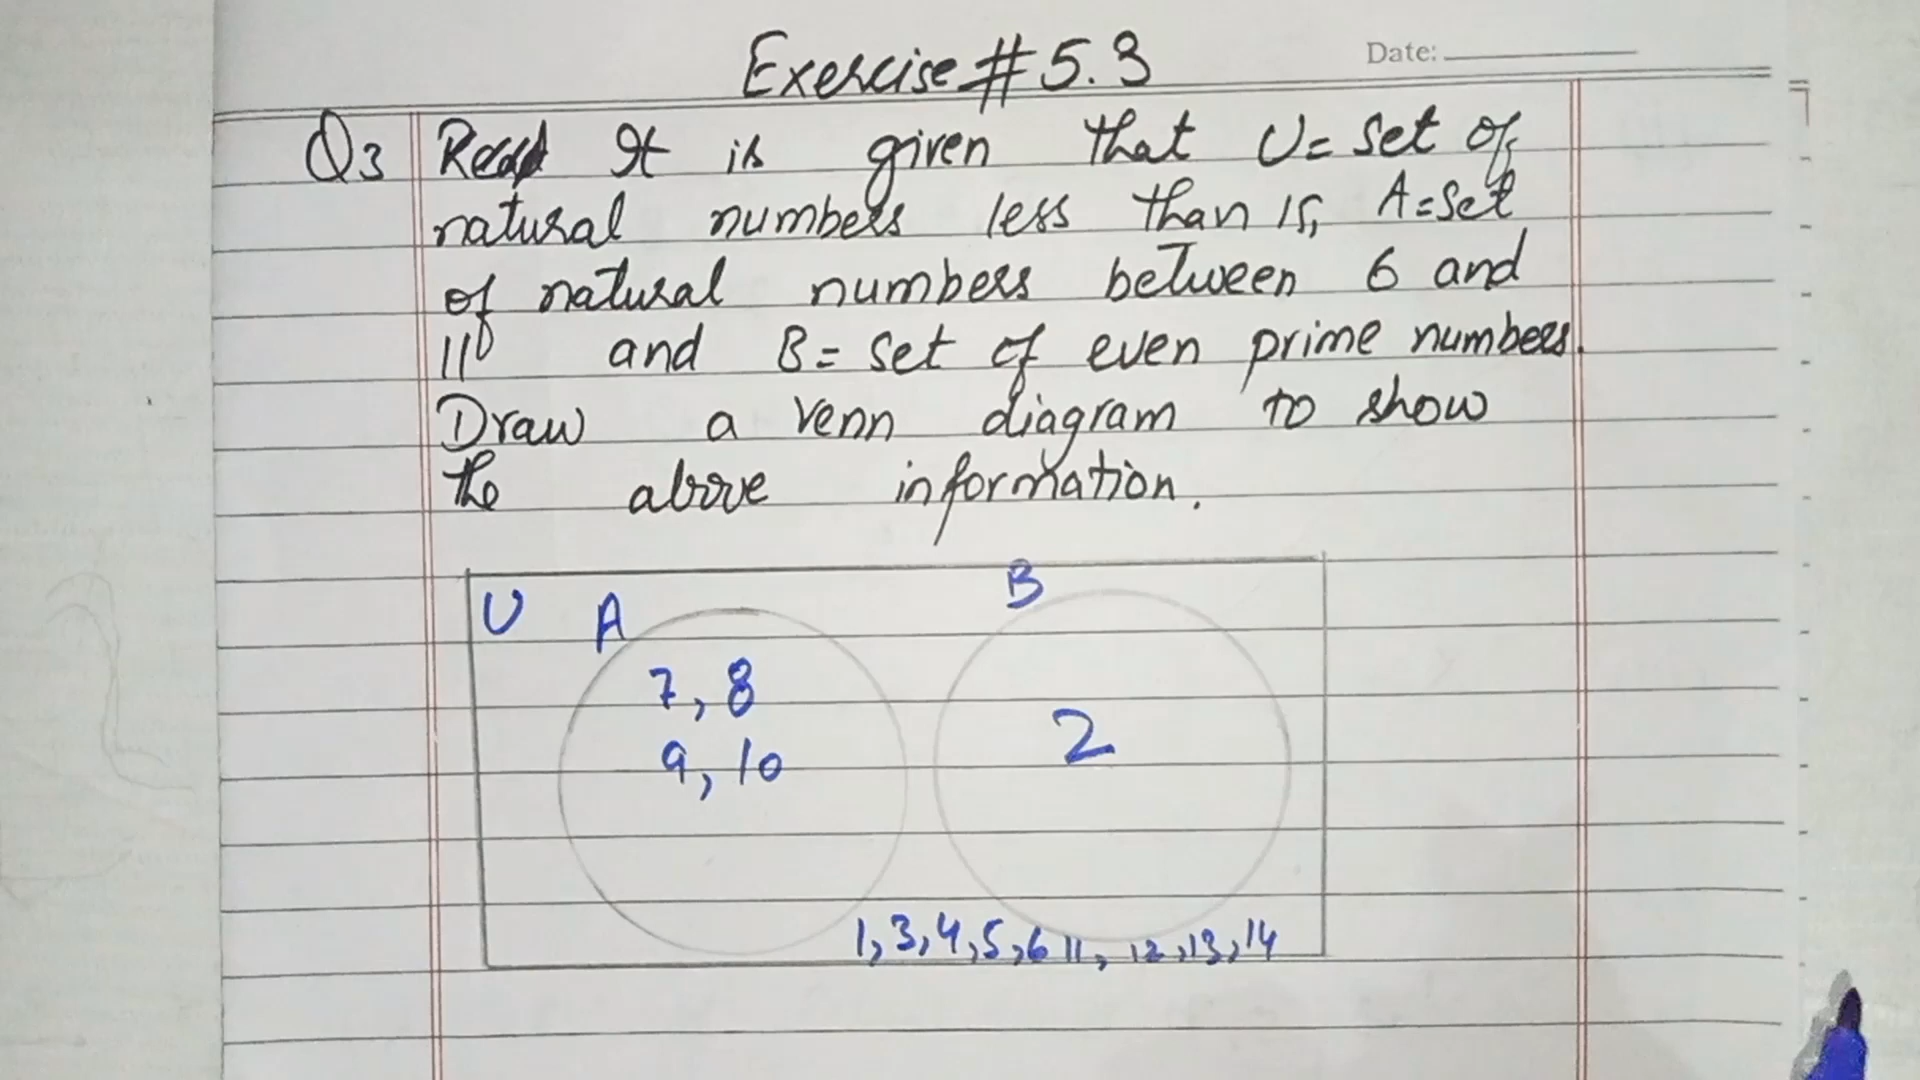 Exercise # 5.3
Date:
Q3 It is given that U = set of
natural numbers less than 15, A = set
of natural numbers between 6 and
11 and B = set of even prime numbers.
Draw a venn diagram to show
the above information.
U A B
7, 8
9, 10
2
1, 3, 4, 5, 6 11, 12, 13, 14